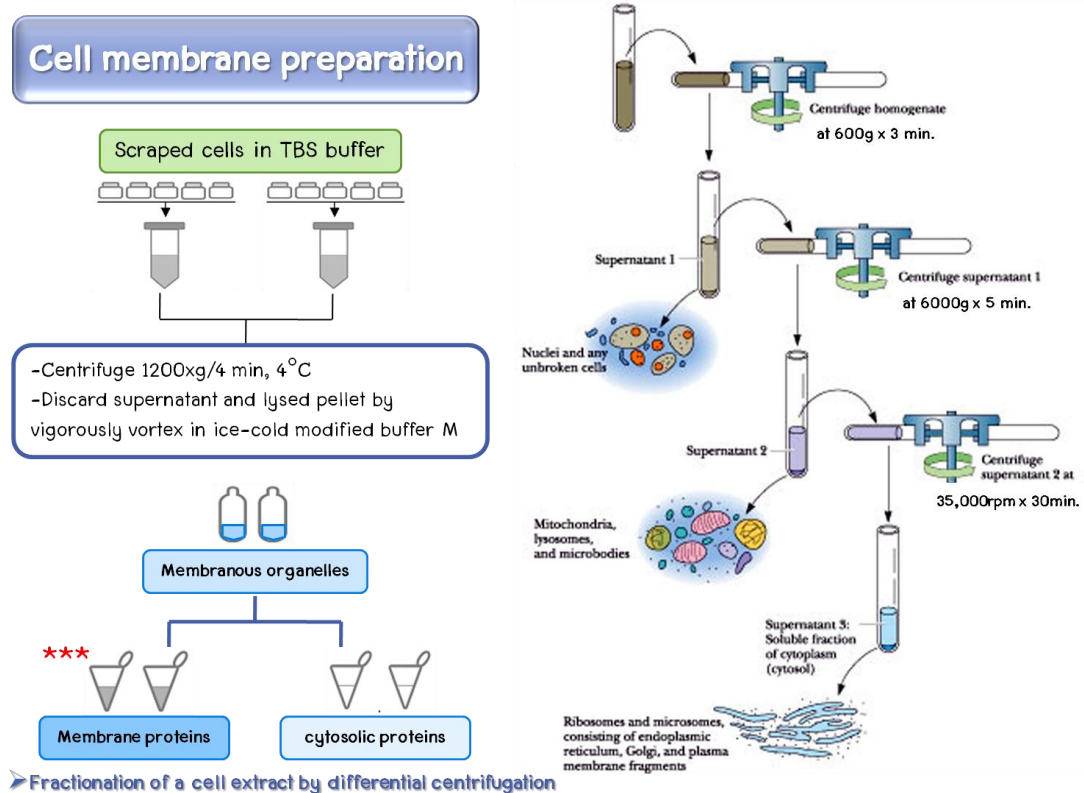 Cell membrane preparation
Scraped cells in TBS buffer
-Centrifuge 1200xg/4 min, 4°C
-Discard supernatant and lysed pellet by
vigorously vortex in ice-cold modified buffer M
Membranous organelles
***
Membrane proteins
cytosolic proteins
➢Fractionation of a cell extract by differential centrifugation
Centrifuge homogenate
at 600g x 3 min.
Supernatant 1
Centrifuge supernatant 1
at 6000g x 5 min.
Nuclei and any
unbroken cells
Supernatant 2
Centrifuge
supernatant 2 at
35,000rpm x 30min.
Mitochondria,
lysosomes,
and microbodies
Supernatant 3:
Soluble fraction
of cytoplasm
(cytosol)
Ribosomes and microsomes,
consisting of endoplasmic
reticulum, Golgi, and plasma
membrane fragments